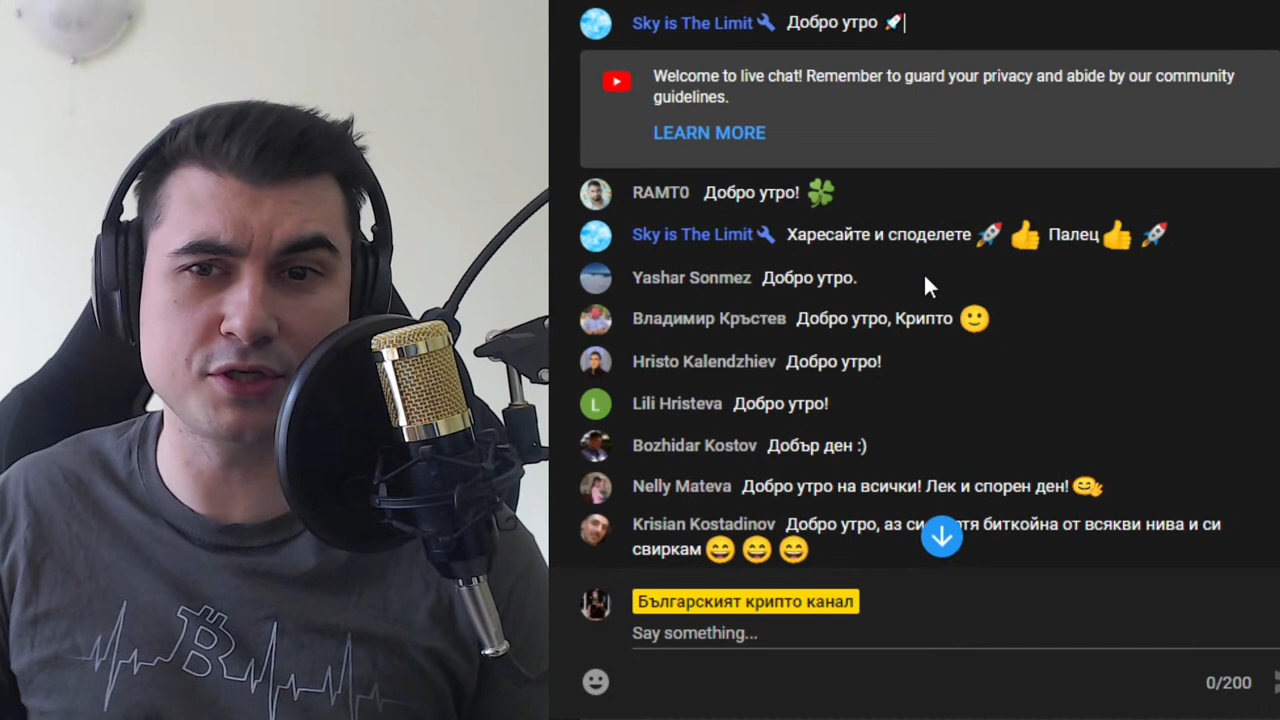 Sky is The Limit Добро утро 🚀
Welcome to live chat! Remember to guard your privacy and abide by our community
guidelines.
LEARN MORE
RAMT0 Добро утро! 🍀
Sky is The Limit Харесайте и споделете 🚀 👍 Палец 👍 🚀
Yashar Sonmez Добро утро.
Владимир Кръстев Добро утро, Крипто 🙂
Hristo Kalendzhiev Добро утро!
L Lili Hristeva Добро утро!
Bozhidar Kostov Добър ден :)
Nelly Mateva Добро утро на всички! Лек и спорен ден!
Krisian Kostadinov Добро утро, аз си биткойна от всякви нива и си
свиркам 😄 😄 😄
Българският крипто канал
Say something...
0/200